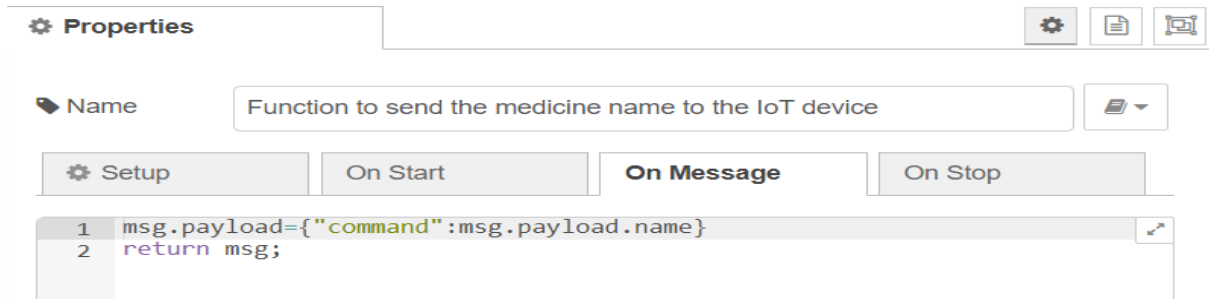 Properties
Name
Function to send the medicine name to the IoT device
Setup
On Start
On Message
On Stop
1 msg.payload={"command":msg.payload.name}
2 return msg;